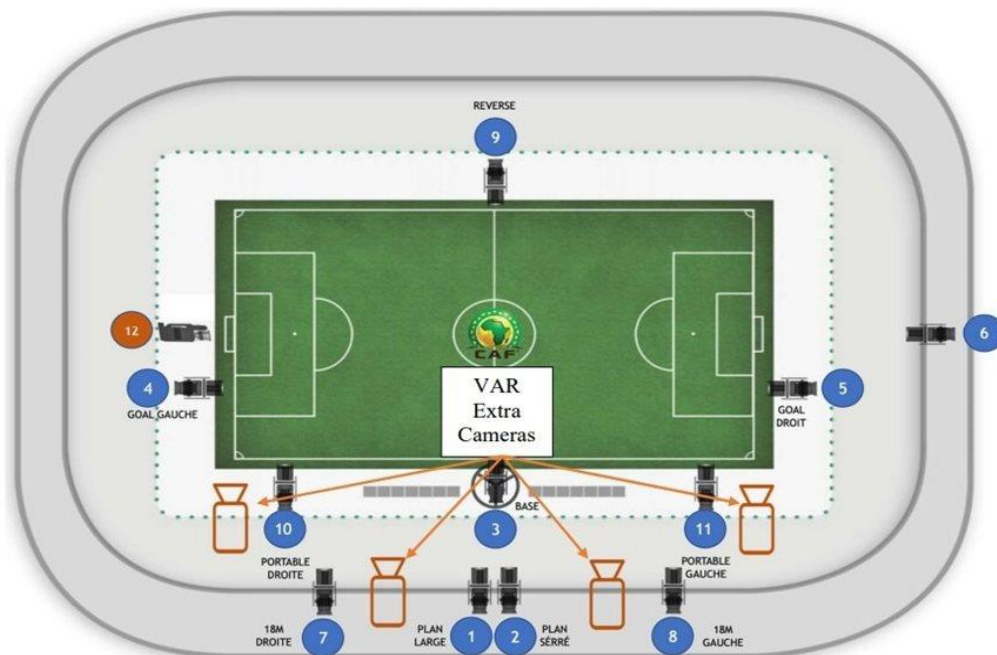 REVERSE
9
12
6
4
GOAL GAUCHE
CAF
5
GOAL
DROIT
VAR
Extra
Cameras
BASE
10
3
11
PORTABLE
DROITE
PORTABLE
GAUCHE
18M
DROITE
7
PLAN
LARGE
1
2
PLAN
SÉRRÉ
8
18M
GAUCHE